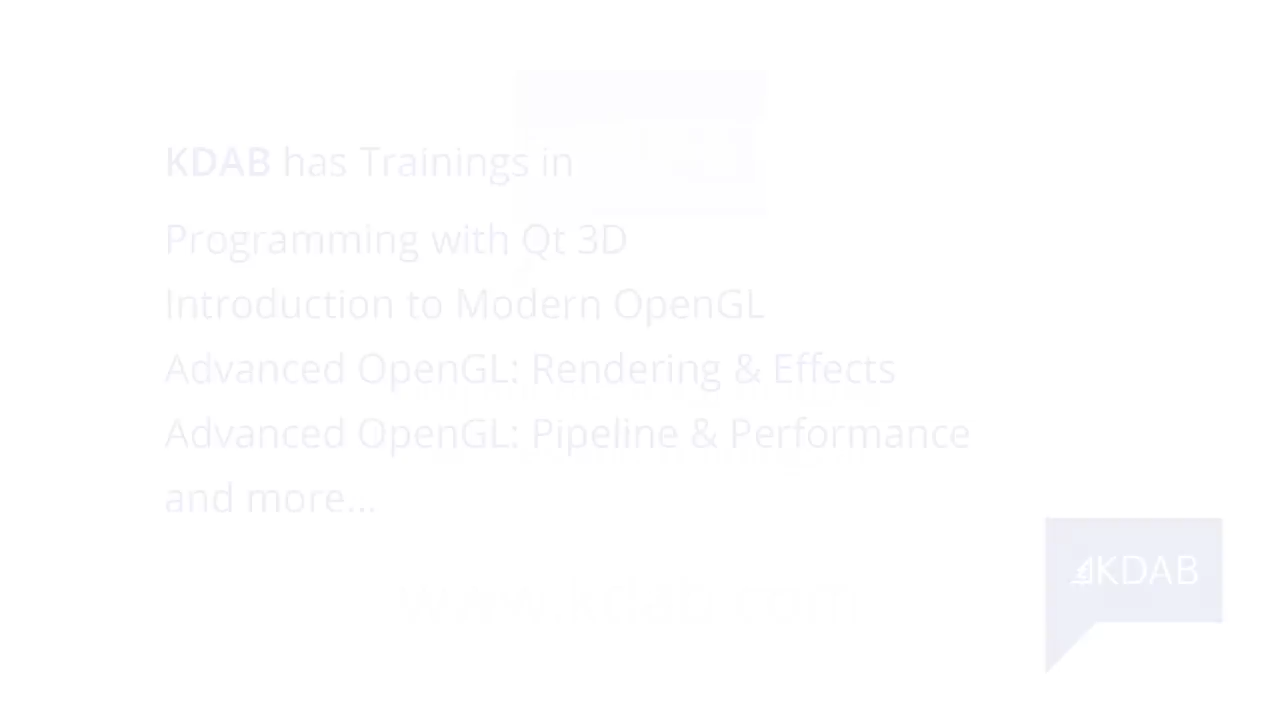 KDAB has Trainings in
Programming with Qt 3D
Introduction to Modern OpenGL
Advanced OpenGL: Rendering & Effects
Advanced OpenGL: Pipeline & Performance
and more...
KDAB
www.kdab.com